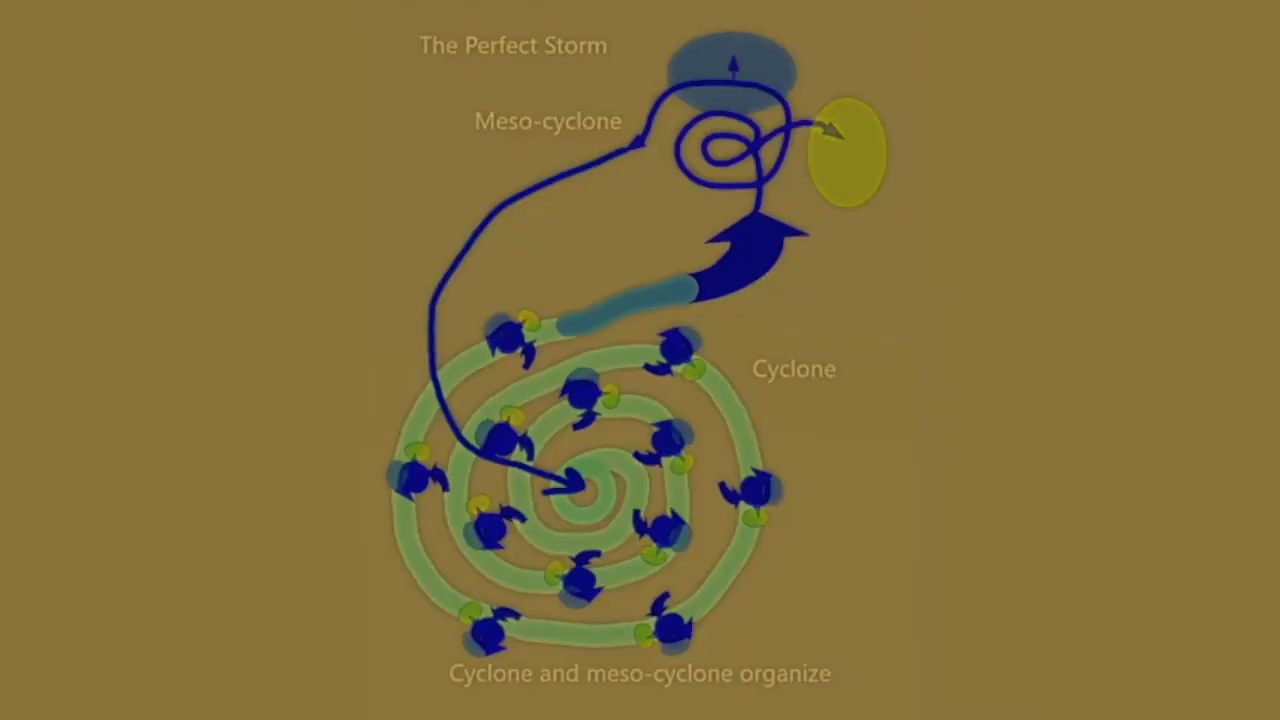 The Perfect Storm
Meso-cyclone
Cyclone
Cyclone and meso-cyclone organize